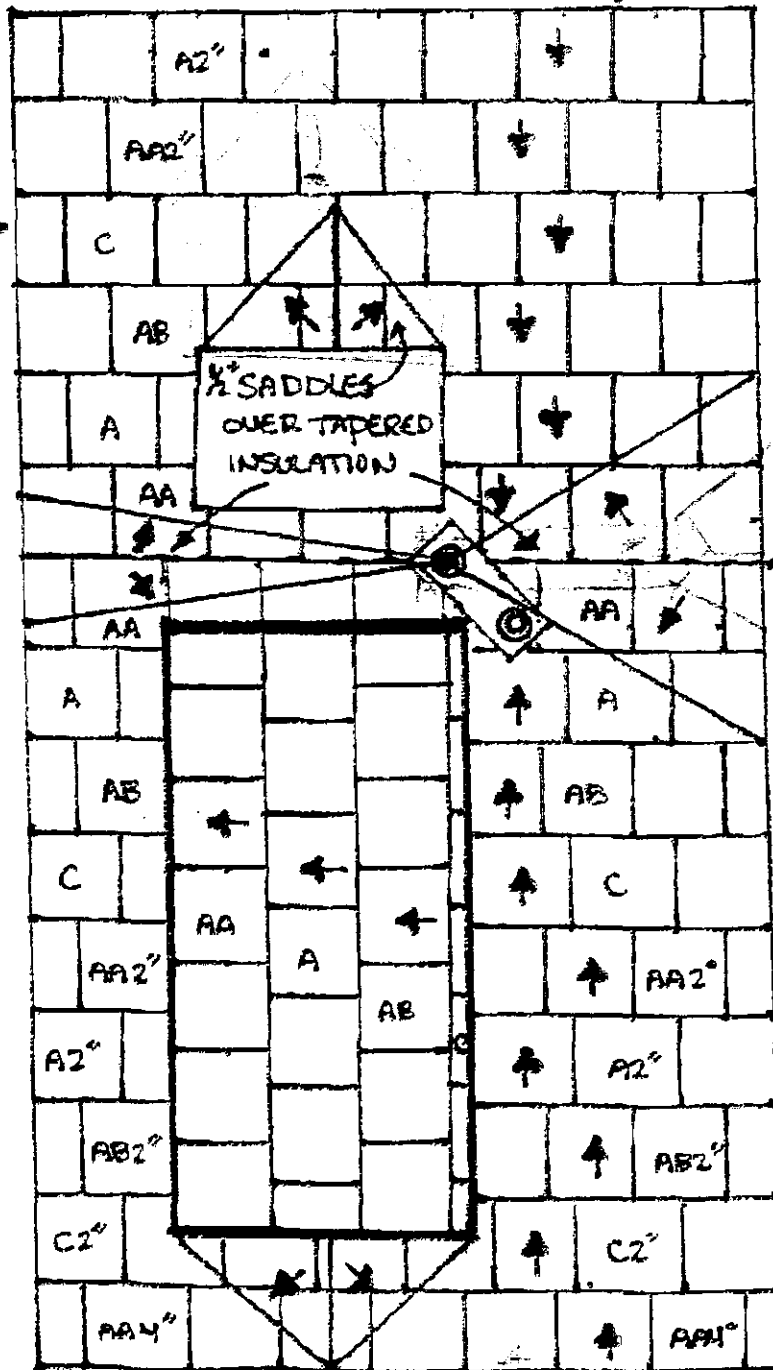 A2"
AA2"
C
AB
½" SADDLES
OVER TAPERED
INSULATION
A
AA
AA
AA
A
A
AB
AB
C
C
AA
A
AB
AA2"
AA2"
A2"
A2"
AB2"
AB2"
C2"
C2"
AA4"
AA4"